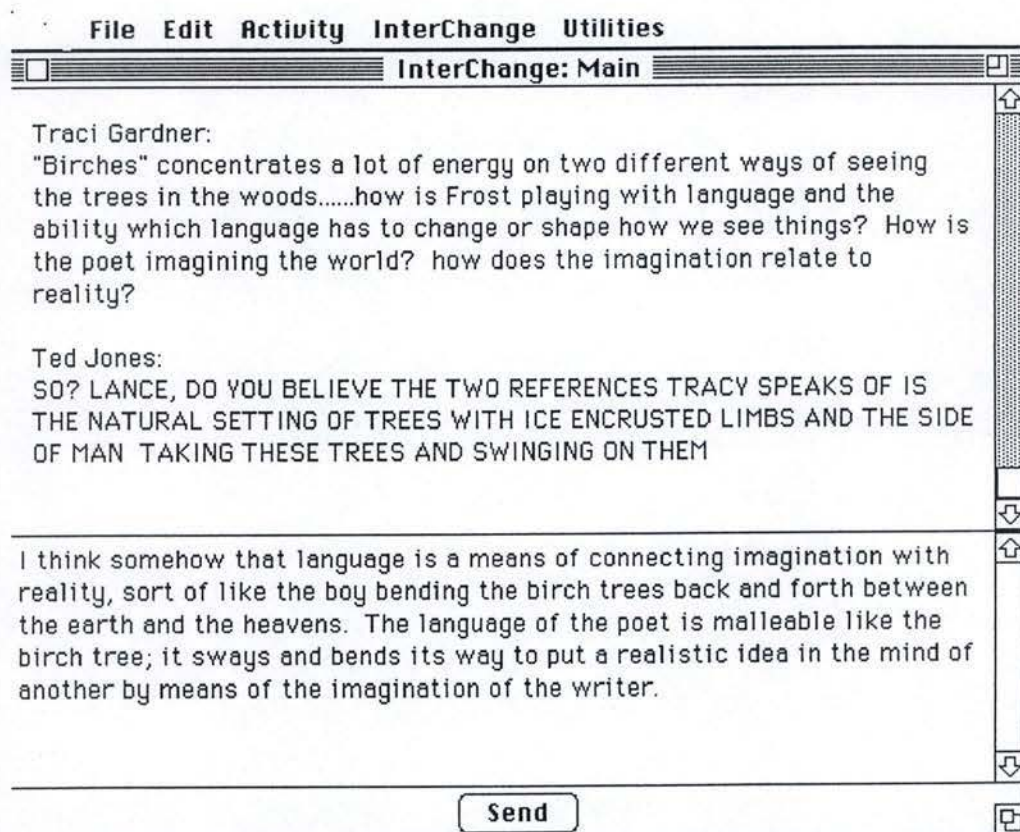 File Edit Activity InterChange Utilities
InterChange: Main
Traci Gardner:
"Birches" concentrates a lot of energy on two different ways of seeing
the trees in the woods......how is Frost playing with language and the
ability which language has to change or shape how we see things?  How is
the poet imagining the world?  how does the imagination relate to
reality?
Ted Jones:
SO? LANCE, DO YOU BELIEVE THE TWO REFERENCES TRACY SPEAKS OF IS
THE NATURAL SETTING OF TREES WITH ICE ENCRUSTED LIMBS AND THE SIDE
OF MAN  TAKING THESE TREES AND SWINGING ON THEM
I think somehow that language is a means of connecting imagination with
reality, sort of like the boy bending the birch trees back and forth between
the earth and the heavens.  The language of the poet is malleable like the
birch tree; it sways and bends its way to put a realistic idea in the mind of
another by means of the imagination of the writer.
Send